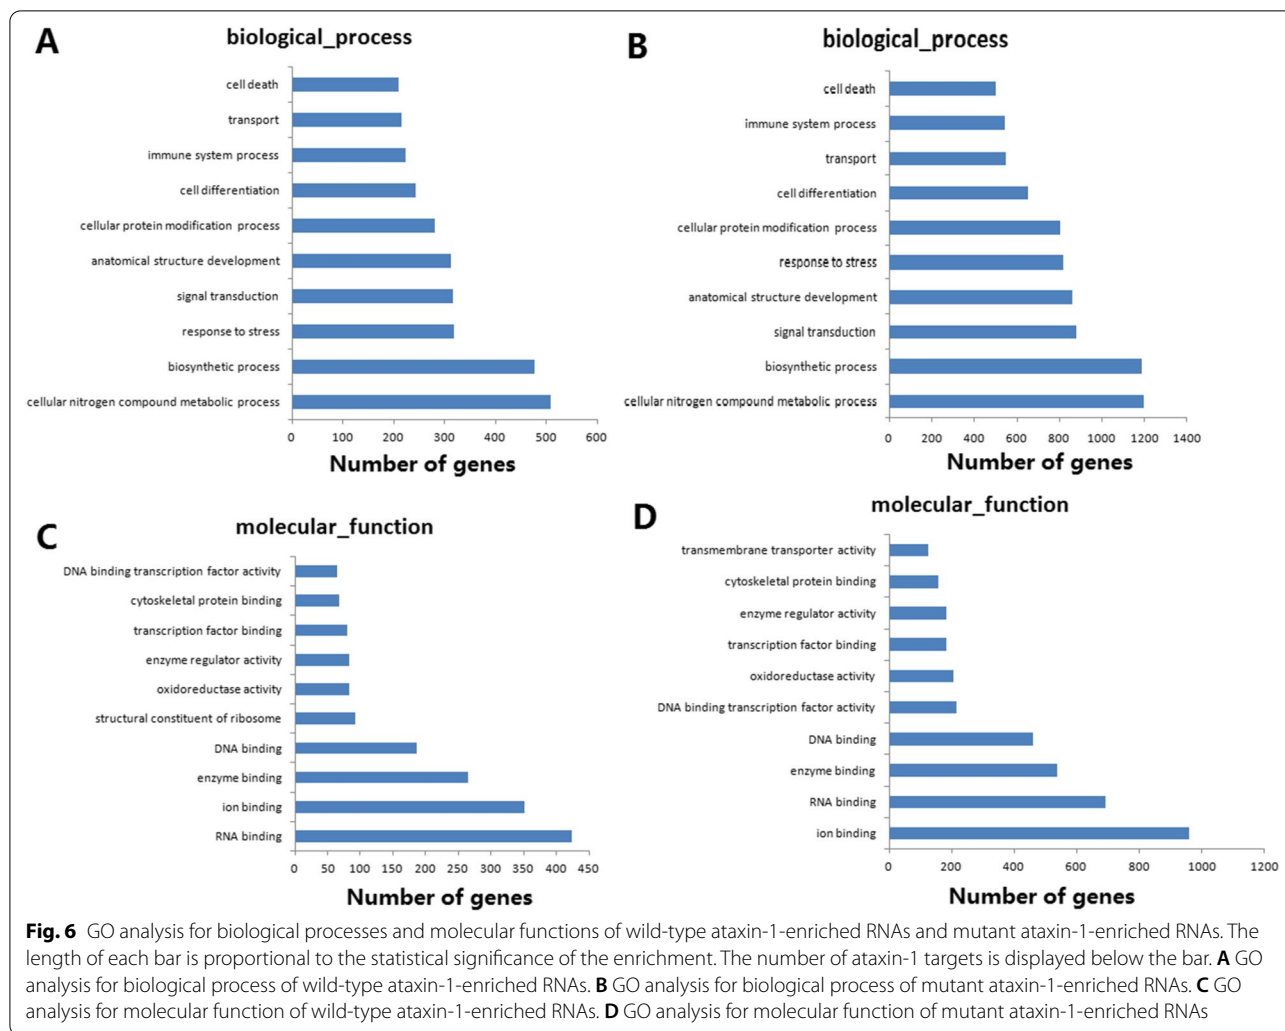 A
biological_process
cell death
transport
immune system process
cell differentiation
cellular protein modification process
anatomical structure development
signal transduction
response to stress
biosynthetic process
cellular nitrogen compound metabolic process
0 100 200 300 400 500 600
Number of genes
B
biological_process
cell death
immune system process
transport
cell differentiation
cellular protein modification process
response to stress
anatomical structure development
signal transduction
biosynthetic process
cellular nitrogen compound metabolic process
0 200 400 600 800 1000 1200 1400
Number of genes
C
molecular_function
DNA binding transcription factor activity
cytoskeletal protein binding
transcription factor binding
enzyme regulator activity
oxidoreductase activity
structural constituent of ribosome
DNA binding
enzyme binding
ion binding
RNA binding
0 50 100 150 200 250 300 350 400 450
Number of genes
D
molecular_function
transmembrane transporter activity
cytoskeletal protein binding
enzyme regulator activity
transcription factor binding
oxidoreductase activity
DNA binding transcription factor activity
DNA binding
enzyme binding
RNA binding
ion binding
0 200 400 600 800 1000 1200
Number of genes
Fig. 6 GO analysis for biological processes and molecular functions of wild-type ataxin-1-enriched RNAs and mutant ataxin-1-enriched RNAs. The
length of each bar is proportional to the statistical significance of the enrichment. The number of ataxin-1 targets is displayed below the bar. A GO
analysis for biological process of wild-type ataxin-1-enriched RNAs. B GO analysis for biological process of mutant ataxin-1-enriched RNAs. C GO
analysis for molecular function of wild-type ataxin-1-enriched RNAs. D GO analysis for molecular function of mutant ataxin-1-enriched RNAs